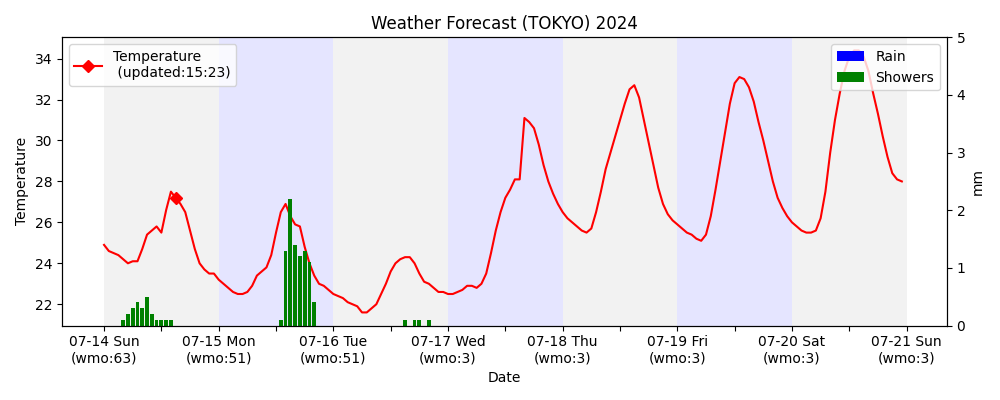 Weather Forecast (TOKYO) 2024
Temperature
(updated:15:23)
Rain
Showers
34
32
30
28
26
24
22
Temperature
5
4
3
2
1
0
mm
07-14 Sun
(wmo:63)
07-15 Mon
(wmo:51)
07-16 Tue
(wmo:51)
07-17 Wed
(wmo:3)
07-18 Thu
(wmo:3)
07-19 Fri
(wmo:3)
07-20 Sat
(wmo:3)
07-21 Sun
(wmo:3)
Date